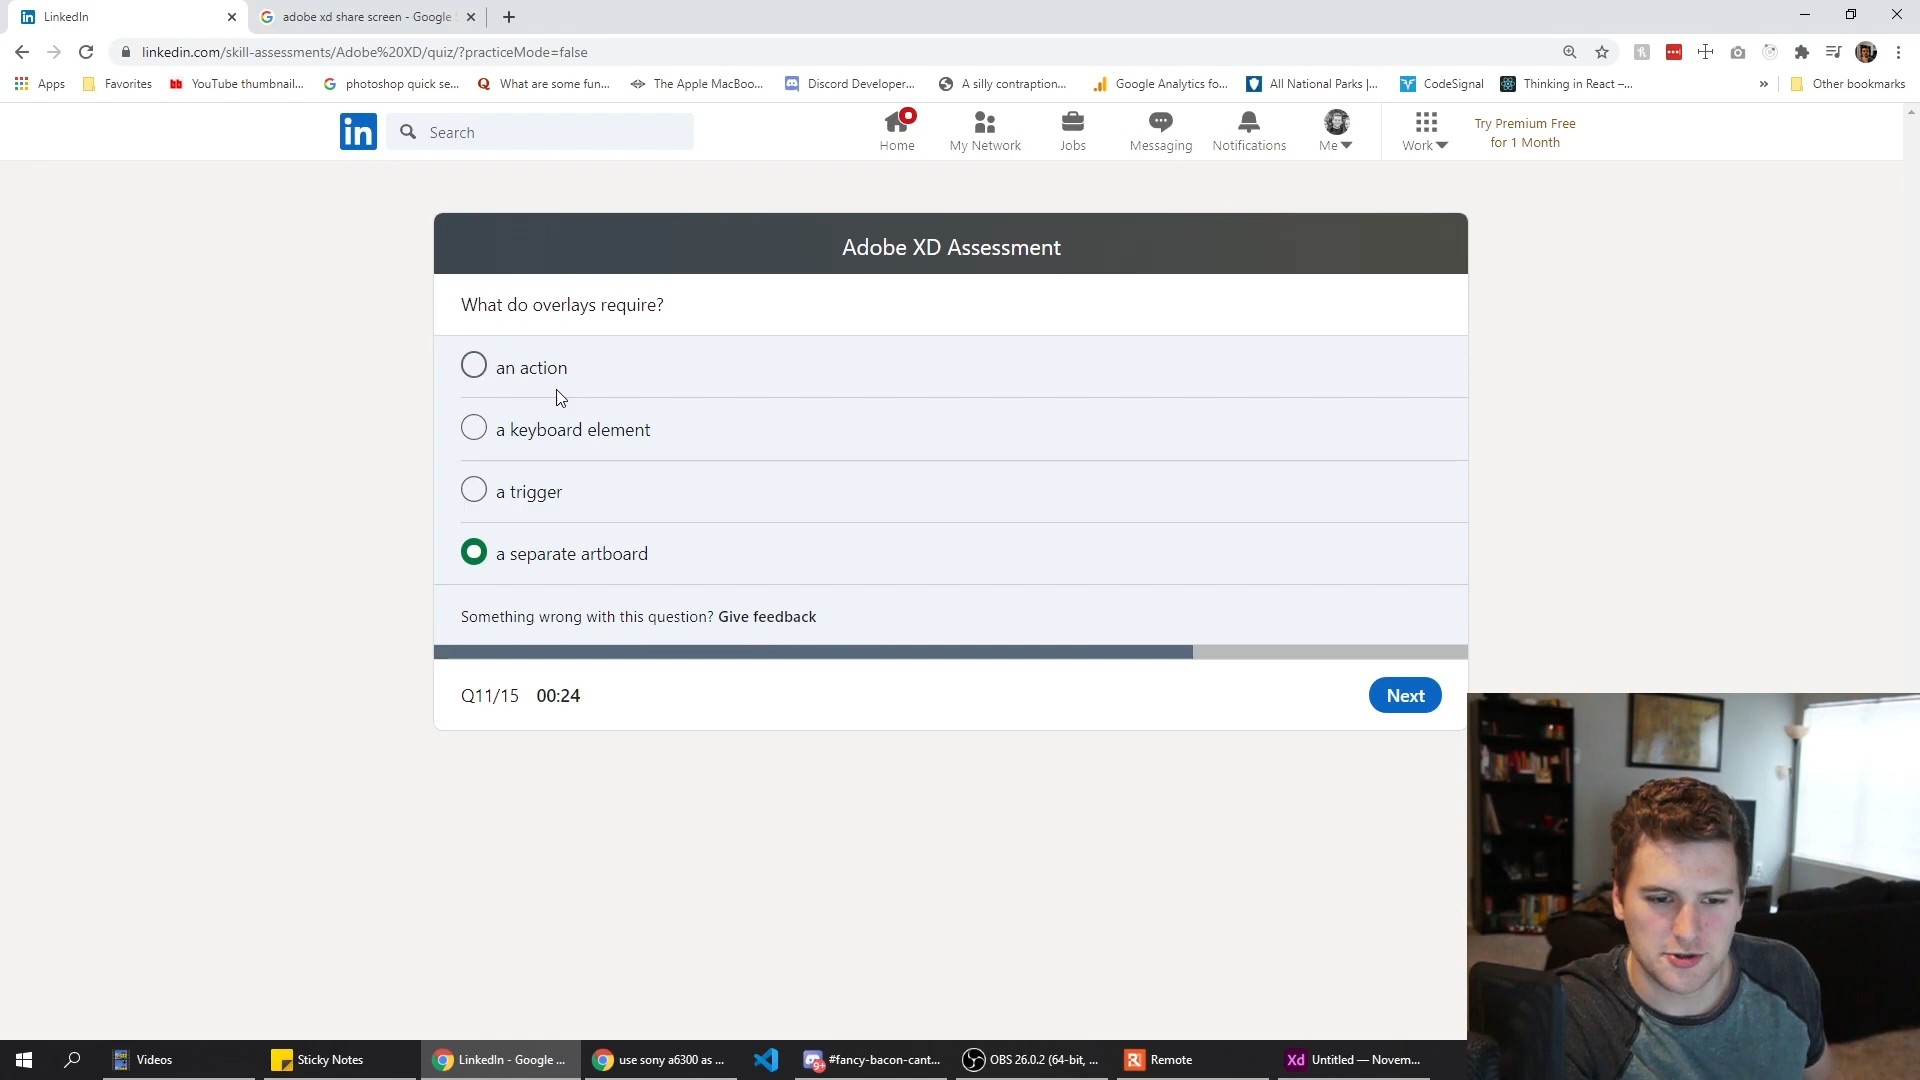 LinkedIn
adobe xd share screen - Google
linkedin.com/skill-assessments/Adobe%20XD/quiz/?practiceMode=false
Apps
Favorites
YouTube thumbnail...
photoshop quick se...
What are some fun...
The Apple MacBoo...
Discord Developer...
A silly contraption...
Google Analytics fo...
All National Parks |...
CodeSignal
Thinking in React –...
»
Other bookmarks
in
Search
Home
My Network
Jobs
Messaging
Notifications
Me
Work
Try Premium Free
for 1 Month
Adobe XD Assessment
What do overlays require?
an action
a keyboard element
a trigger
a separate artboard
Something wrong with this question? Give feedback
Q11/15 00:24
Next
Videos
Sticky Notes
LinkedIn - Google ...
use sony a6300 as ...
9+
#fancy-bacon-cant...
OBS 26.0.2 (64-bit, ...
Remote
Xd
Untitled — Novem...